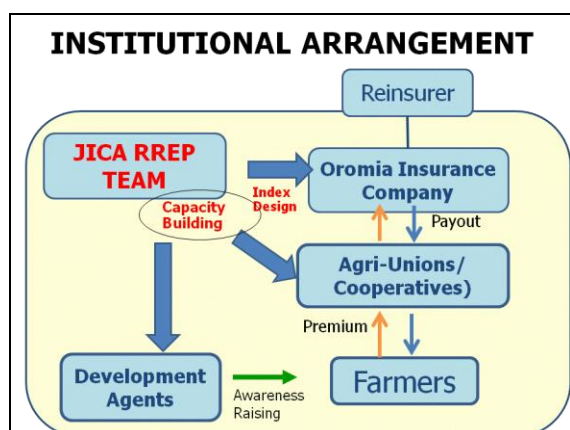 INSTITUTIONAL ARRANGEMENT
Reinsurer
JICA RREP
TEAM
Index
Design
Oromia Insurance
Company
Capacity
Building
Payout
Agri-Unions/
Cooperatives)
Premium
Development
Agents
Awareness
Raising
Farmers